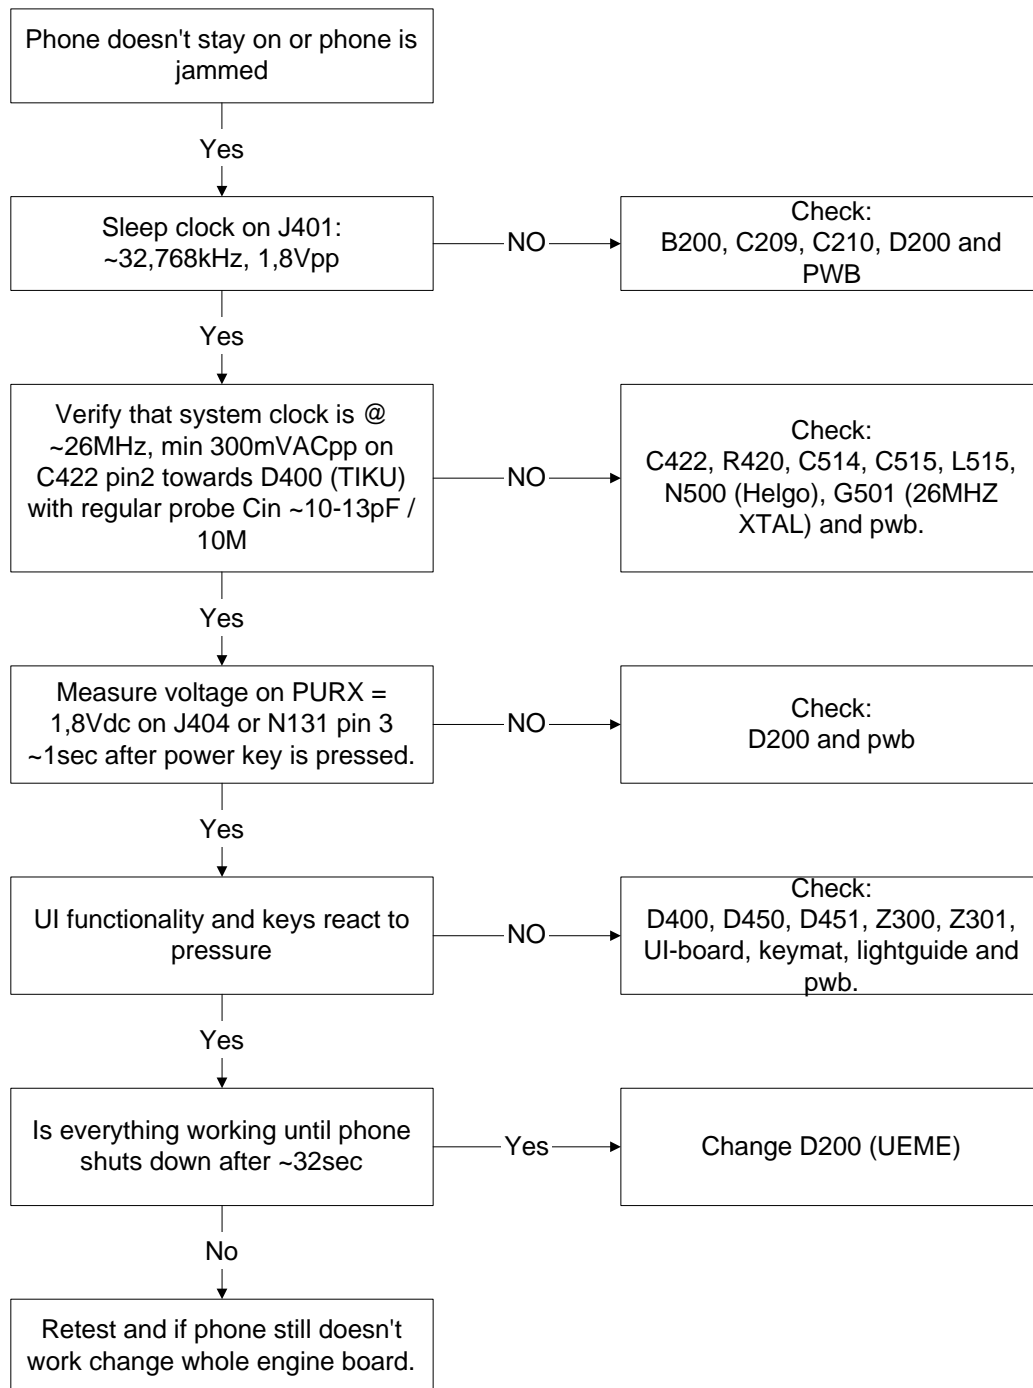 Phone doesn't stay on or phone is
jammed
Yes
Sleep clock on J401:
~32,768kHz, 1,8Vpp
NO
Check:
B200, C209, C210, D200 and
PWB
Yes
Verify that system clock is @
~26MHz, min 300mVACpp on
C422 pin2 towards D400 (TIKU)
with regular probe Cin ~10-13pF /
10M
NO
Check:
C422, R420, C514, C515, L515,
N500 (Helgo), G501 (26MHZ
XTAL) and pwb.
Yes
Measure voltage on PURX =
1,8Vdc on J404 or N131 pin 3
~1sec after power key is pressed.
NO
Check:
D200 and pwb
Yes
UI functionality and keys react to
pressure
NO
Check:
D400, D450, D451, Z300, Z301,
UI-board, keymat, lightguide and
pwb.
Yes
Is everything working until phone
shuts down after ~32sec
Yes
Change D200 (UEME)
No
Retest and if phone still doesn't
work change whole engine board.